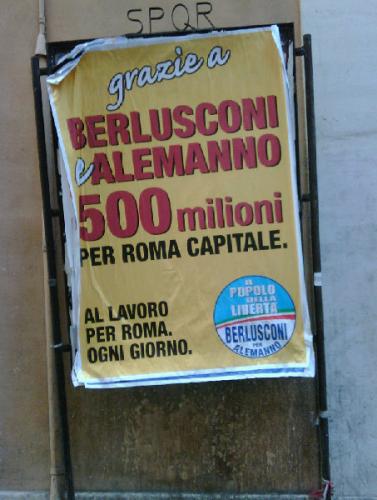 SPQR
grazie a
BERLUSCONI
e ALEMANNO
500 milioni
PER ROMA CAPITALE.
AL LAVORO
PER ROMA.
OGNI GIORNO.
IL
POPOLO
DELLA
LIBERTÀ
BERLUSCONI
PER
ALEMANNO